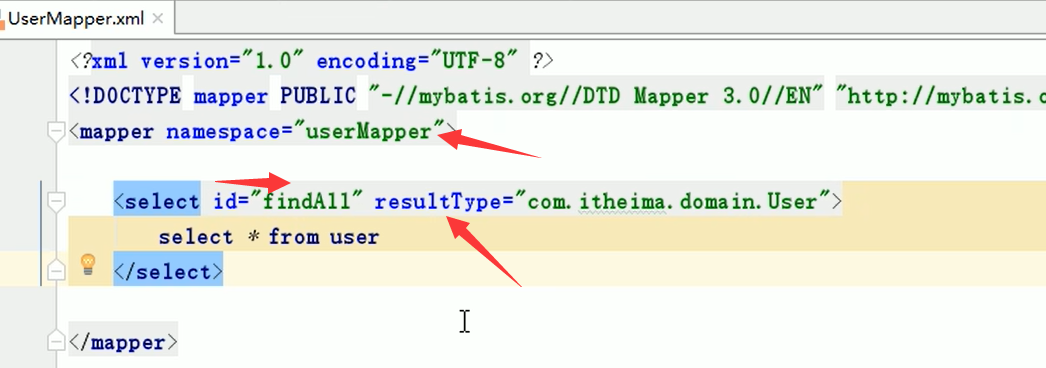 UserMapper.xml
<?xml version="1.0" encoding="UTF-8" ?>
<!DOCTYPE mapper PUBLIC "-//mybatis.org//DTD Mapper 3.0//EN" "http://mybatis.o
<mapper namespace="userMapper">
<select id="findAll" resultType="com.itheima.domain.User">
select * from user
</select>
</mapper>